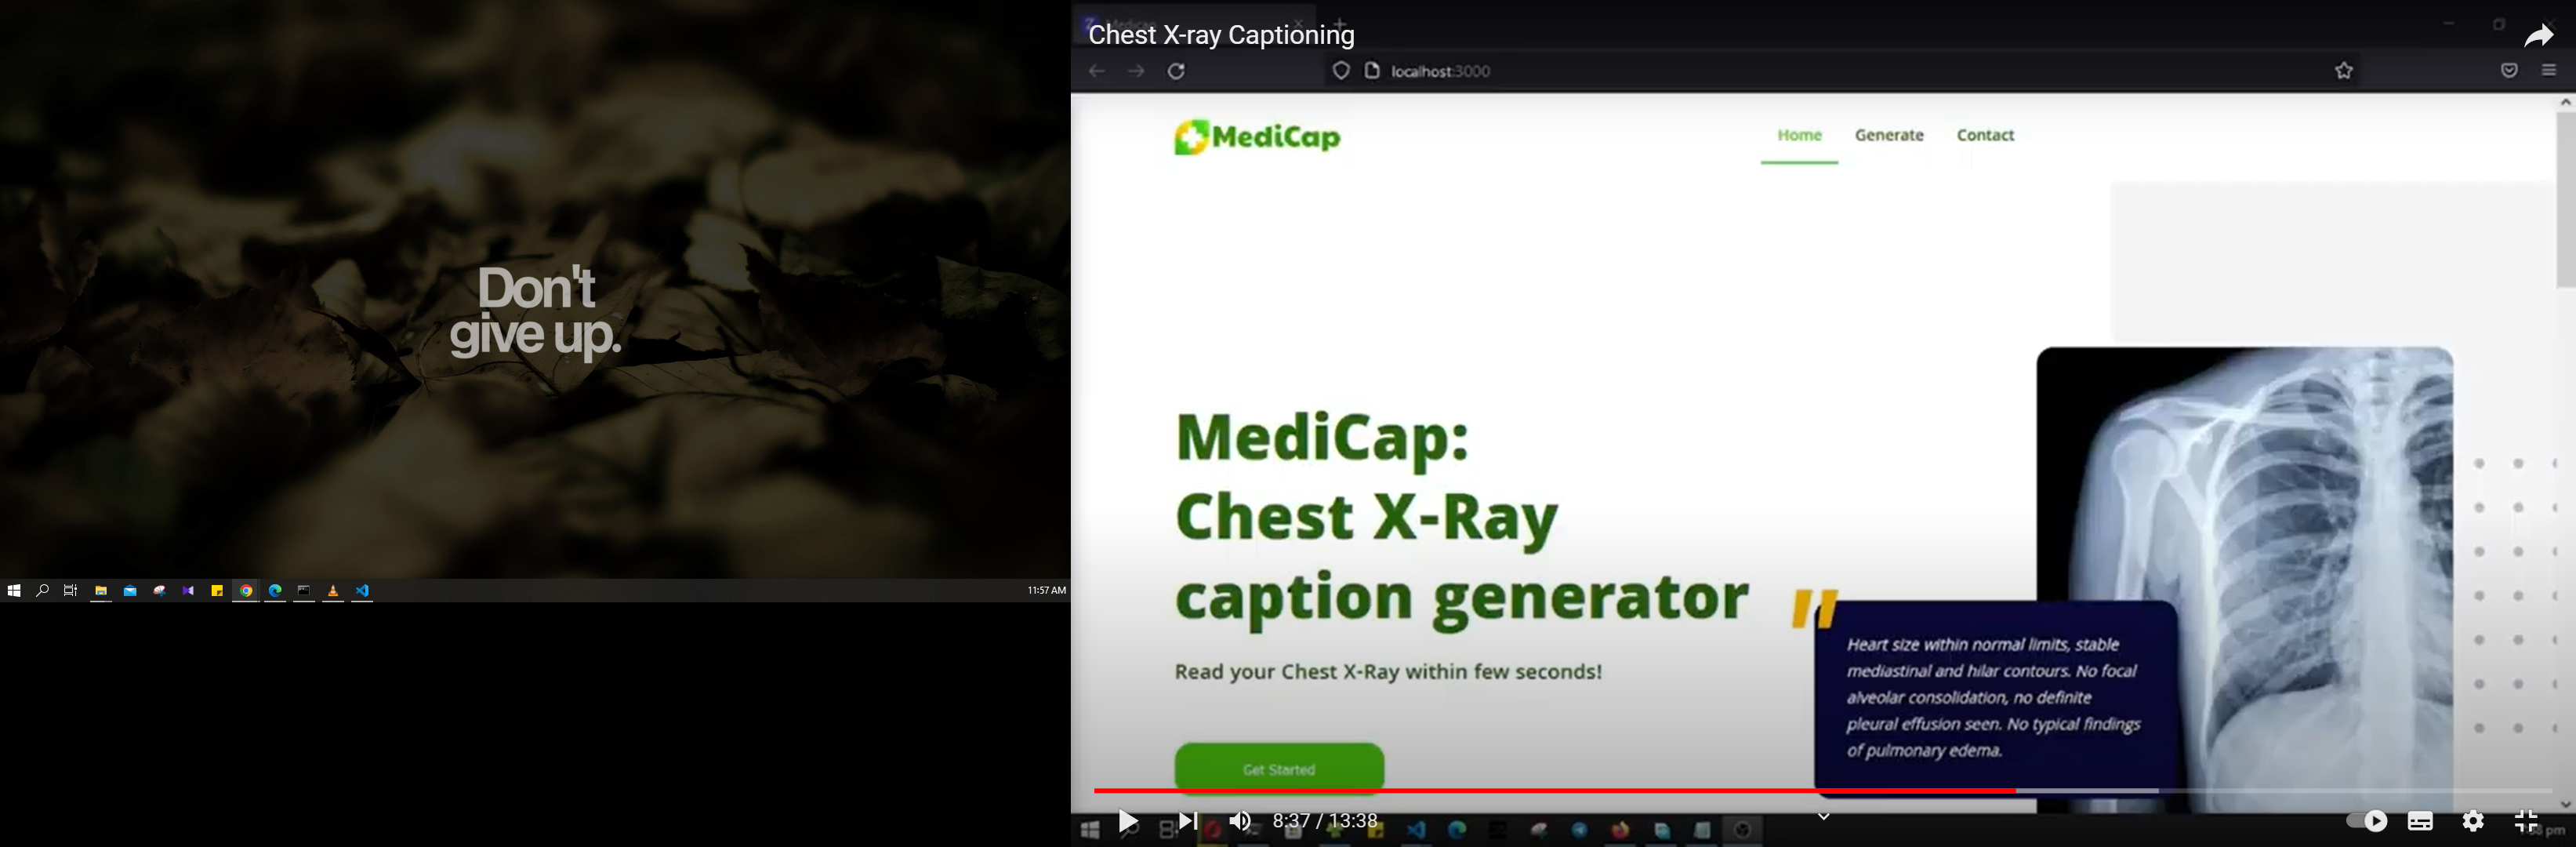 Don't
give up.
11:57 AM
Chest X-ray Captioning
localhost:3000
MediCap
Home
Generate
Contact
MediCap:
Chest X-Ray
caption generator
Read your Chest X-Ray within few seconds!
Get Started
"
Heart size within normal limits, stable
mediastinal and hilar contours. No focal
alveolar consolidation, no definite
pleural effusion seen. No typical findings
of pulmonary edema.
8:37 / 13:38